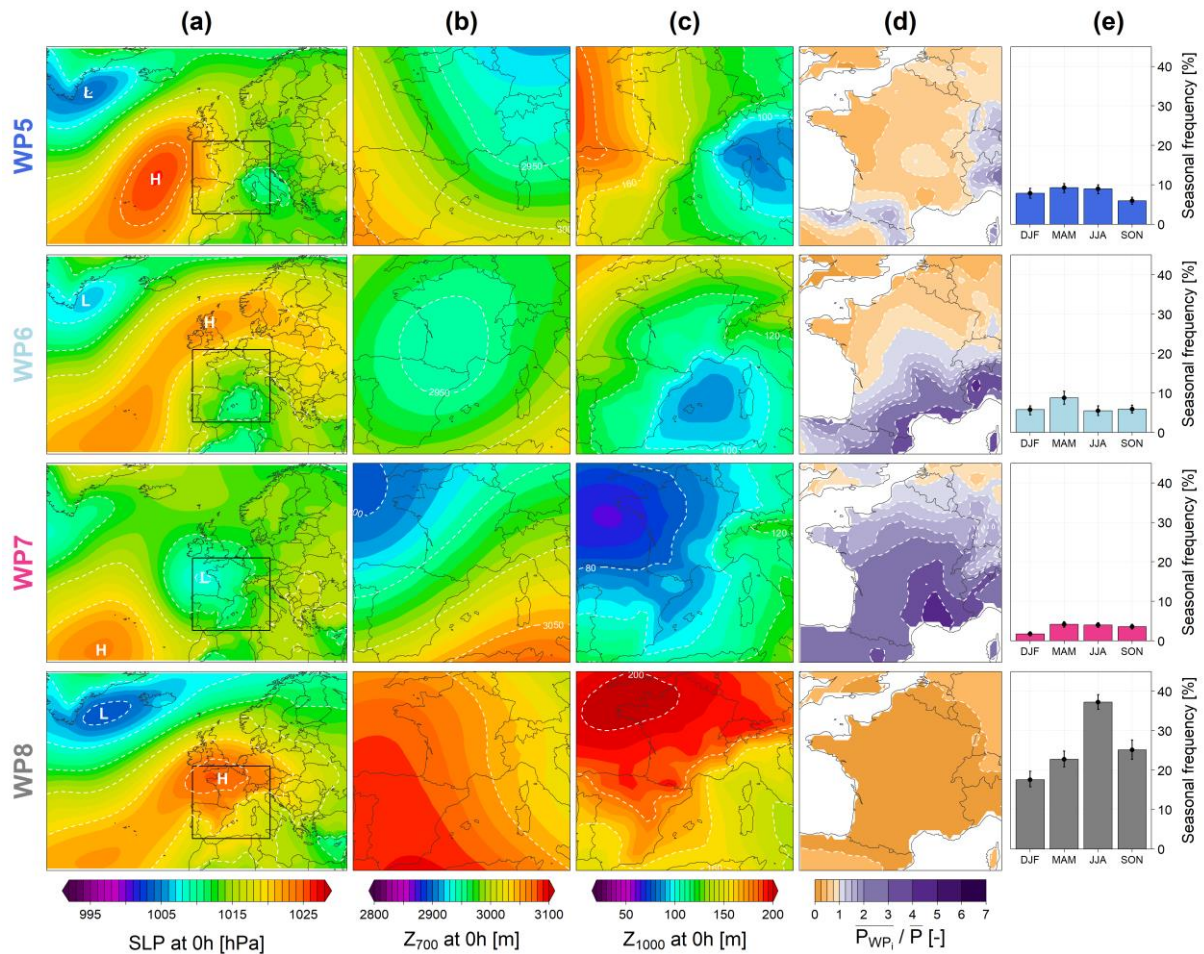 (a) (b) (c) (d) (e)
WP5
L
H
2950
3000
100
160
40
30
20
10
0
DJF MAM JJA SON
Seasonal frequency [%]
WP6
L
H
2950
120
100
40
30
20
10
0
DJF MAM JJA SON
Seasonal frequency [%]
WP7
L
H
3050
80
120
40
30
20
10
0
DJF MAM JJA SON
Seasonal frequency [%]
WP8
L
H
200
40
30
20
10
0
DJF MAM JJA SON
Seasonal frequency [%]
995 1005 1015 1025
SLP at 0h [hPa]
2800 2900 3000 3100
Z700 at 0h [m]
50 100 150 200
Z1000 at 0h [m]
0 1 2 3 4 5 6 7
P WPi / P [-]